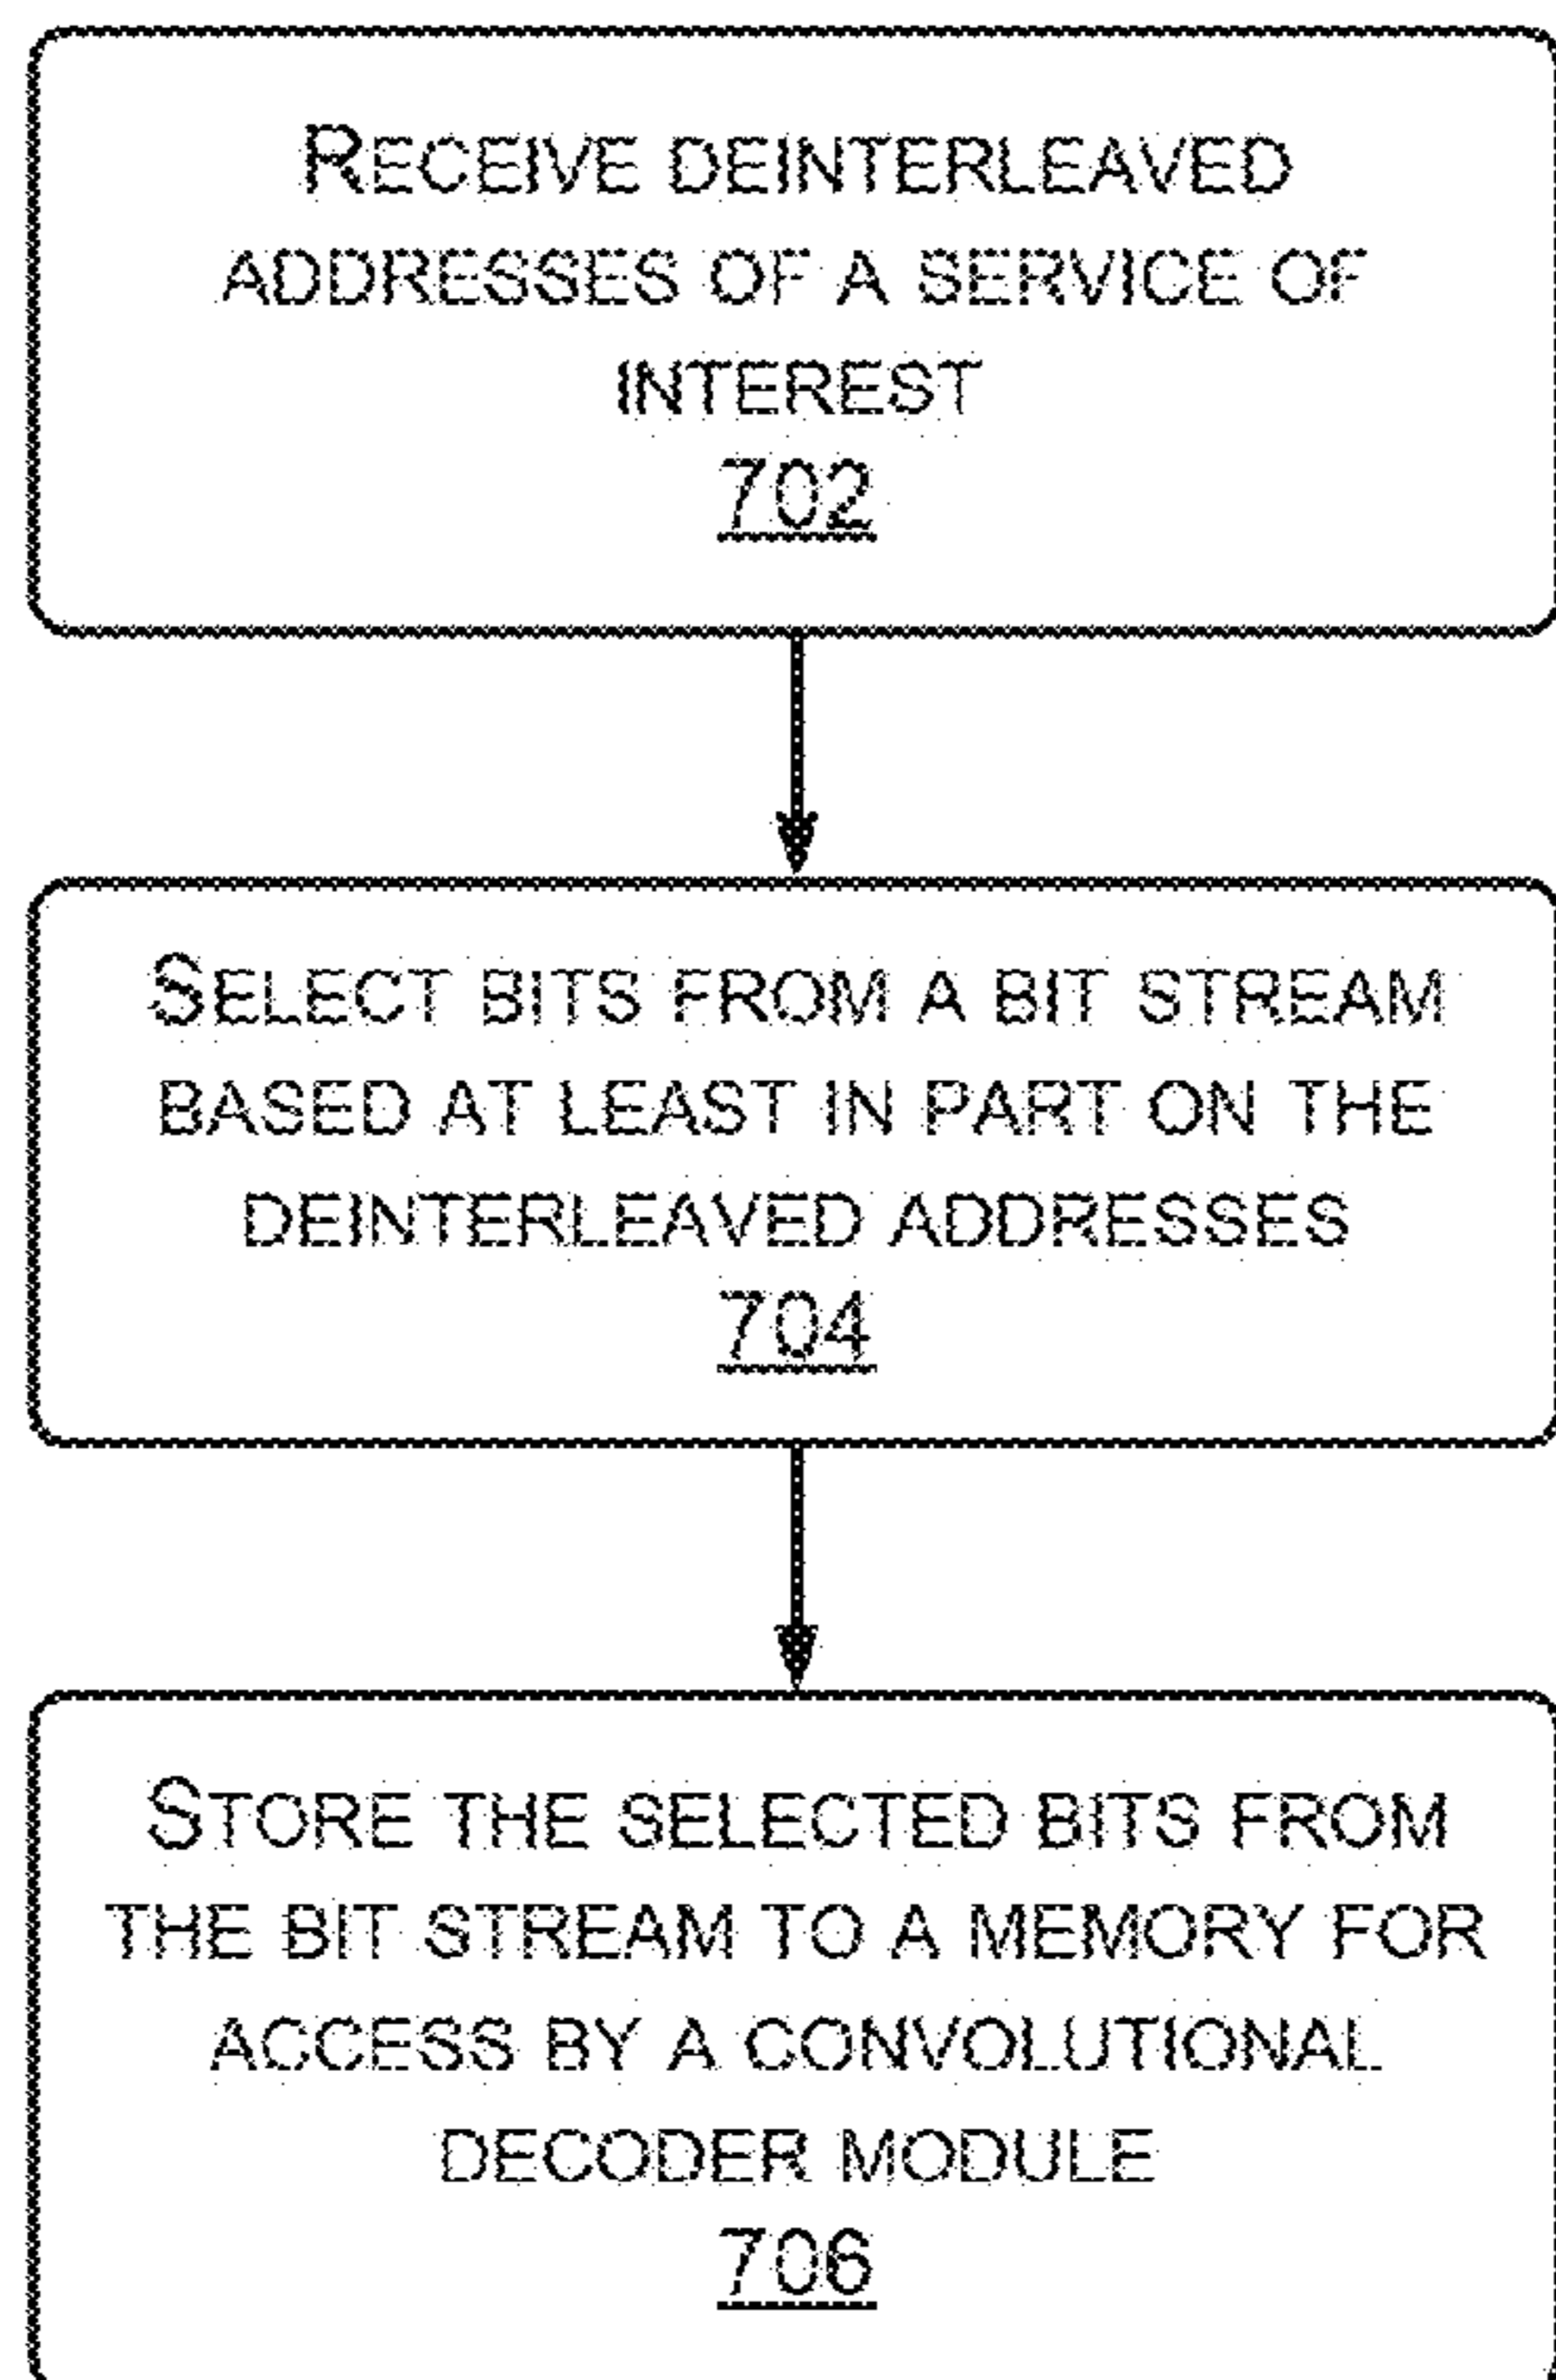 RECEIVE DEINTERLEAVED
ADDRESSES OF A SERVICE OF
INTEREST
702
SELECT BITS FROM A BIT STREAM
BASED AT LEAST IN PART ON THE
DEINTERLEAVED ADDRESSES
704
STORE THE SELECTED BITS FROM
THE BIT STREAM TO A MEMORY FOR
ACCESS BY A CONVOLUTIONAL
DECODER MODULE
706